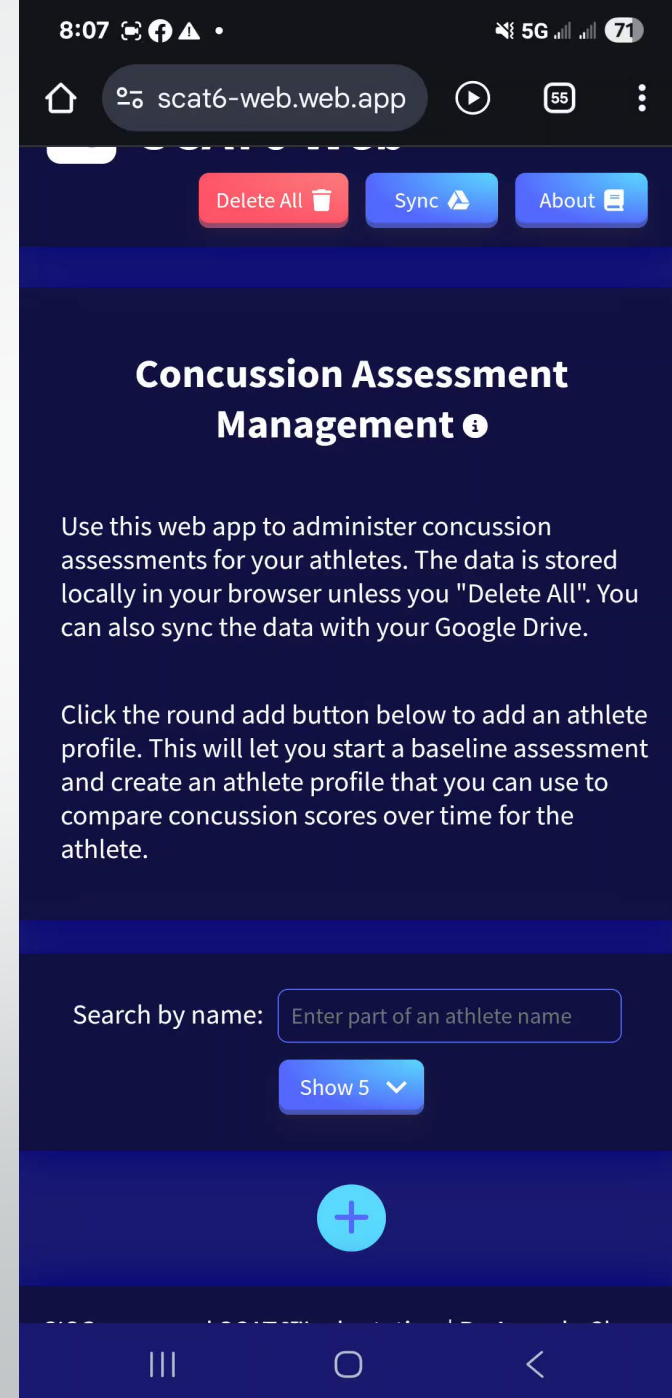 8:07
5G 71
scat6-web.web.app 55
SCAT6 Web
Delete All Sync About
Concussion Assessment
Management
Use this web app to administer concussion
assessments for your athletes. The data is stored
locally in your browser unless you "Delete All". You
can also sync the data with your Google Drive.
Click the round add button below to add an athlete
profile. This will let you start a baseline assessment
and create an athlete profile that you can use to
compare concussion scores over time for the
athlete.
Search by name: Enter part of an athlete name
Show 5